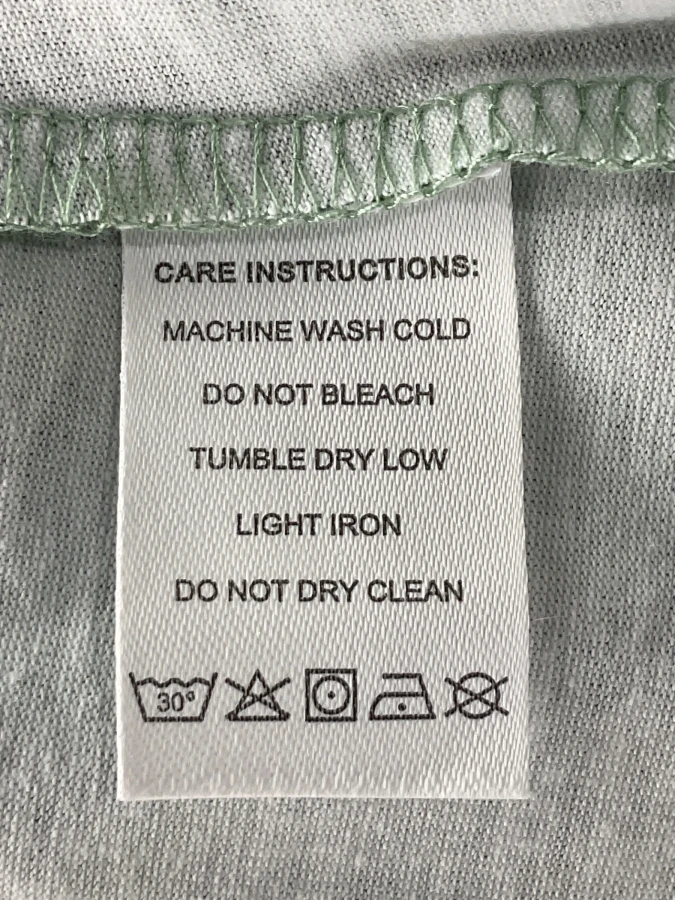 CARE INSTRUCTIONS:
MACHINE WASH COLD
DO NOT BLEACH
TUMBLE DRY LOW
LIGHT IRON
DO NOT DRY CLEAN
30°